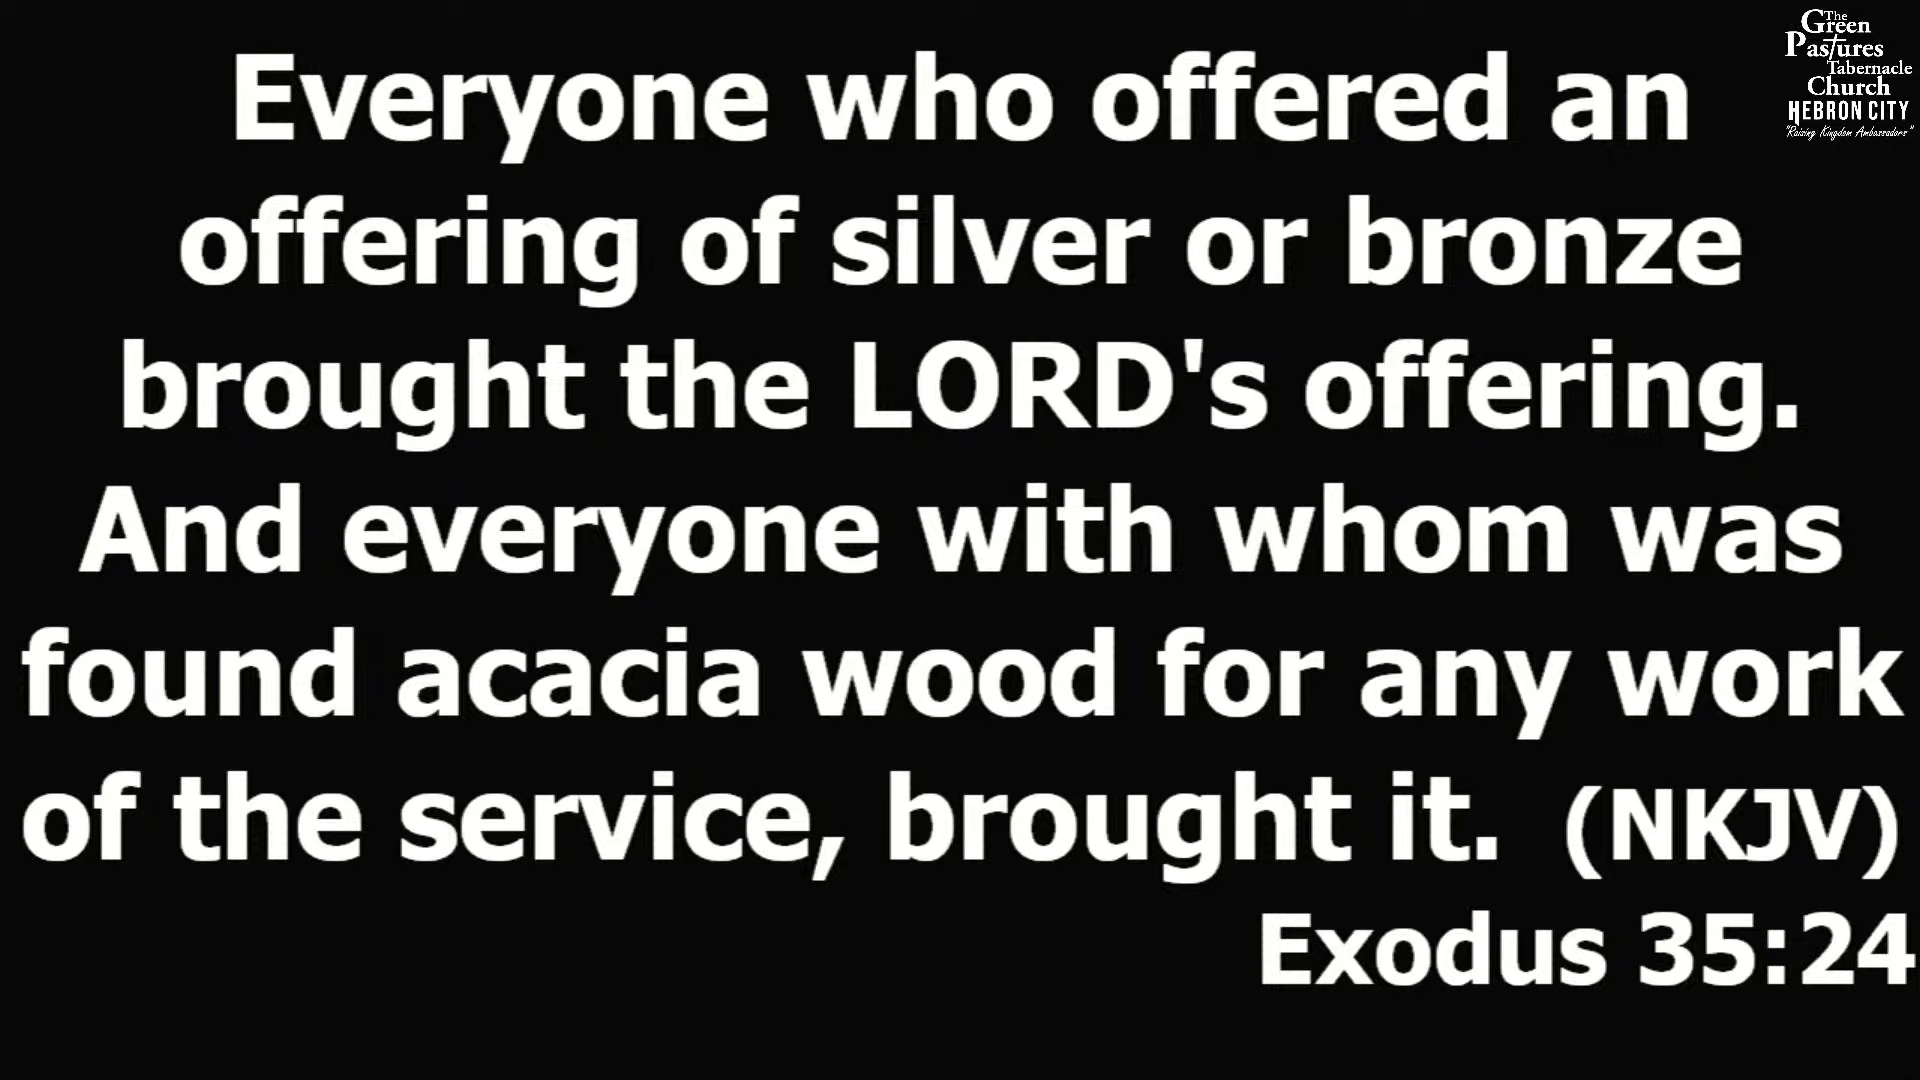 The
Green
Pastures
Tabernacle
Church
HEBRON CITY
"Raising Kingdom Ambassadors"
Everyone who offered an
offering of silver or bronze
brought the LORD's offering.
And everyone with whom was
found acacia wood for any work
of the service, brought it. (NKJV)
Exodus 35:24